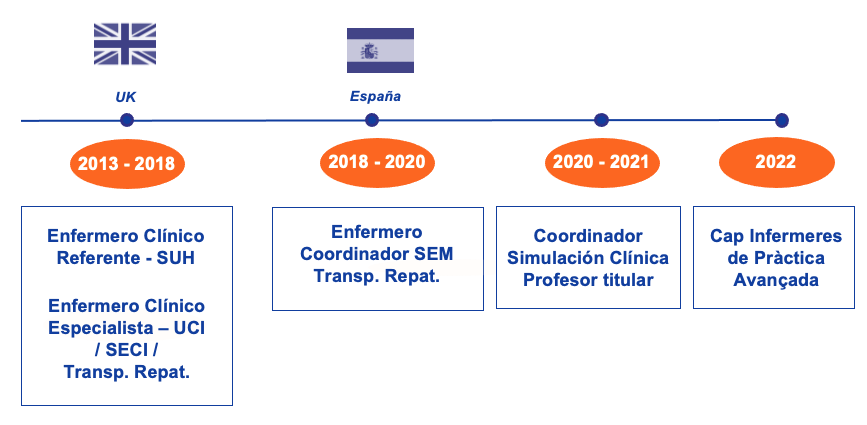 UK
España
2013 - 2018
2018 - 2020
2020 - 2021
2022
Enfermero Clínico
Referente - SUH
Enfermero Clínico
Especialista – UCI
/ SECI /
Transp. Repat.
Enfermero
Coordinador SEM
Transp. Repat.
Coordinador
Simulación Clínica
Profesor titular
Cap Infermeres
de Pràctica
Avançada